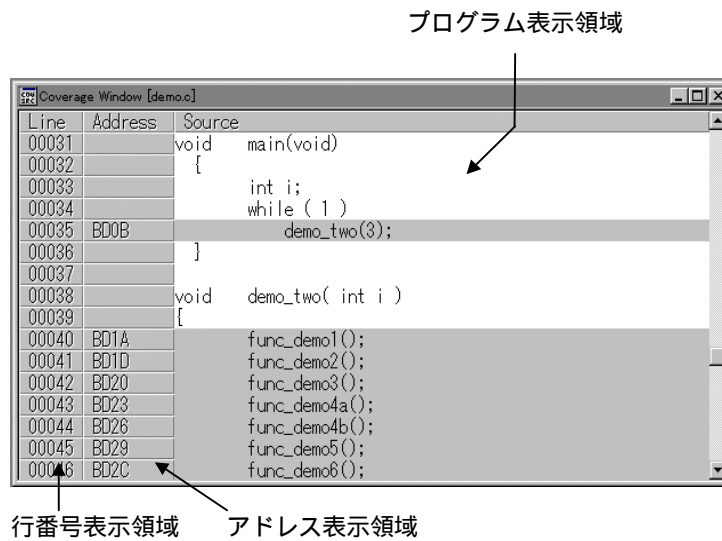 プログラム表示領域
COV SRC Coverage Window [demo.c]
Line Address Source
00031 void main(void)
00032 {
00033 int i;
00034 while ( 1 )
00035 BD0B demo_two(3);
00036 }
00037
00038 void demo_two( int i )
00039 {
00040 BD1A func_demo1();
00041 BD1D func_demo2();
00042 BD20 func_demo3();
00043 BD23 func_demo4a();
00044 BD26 func_demo4b();
00045 BD29 func_demo5();
00046 BD2C func_demo6();
行番号表示領域 アドレス表示領域